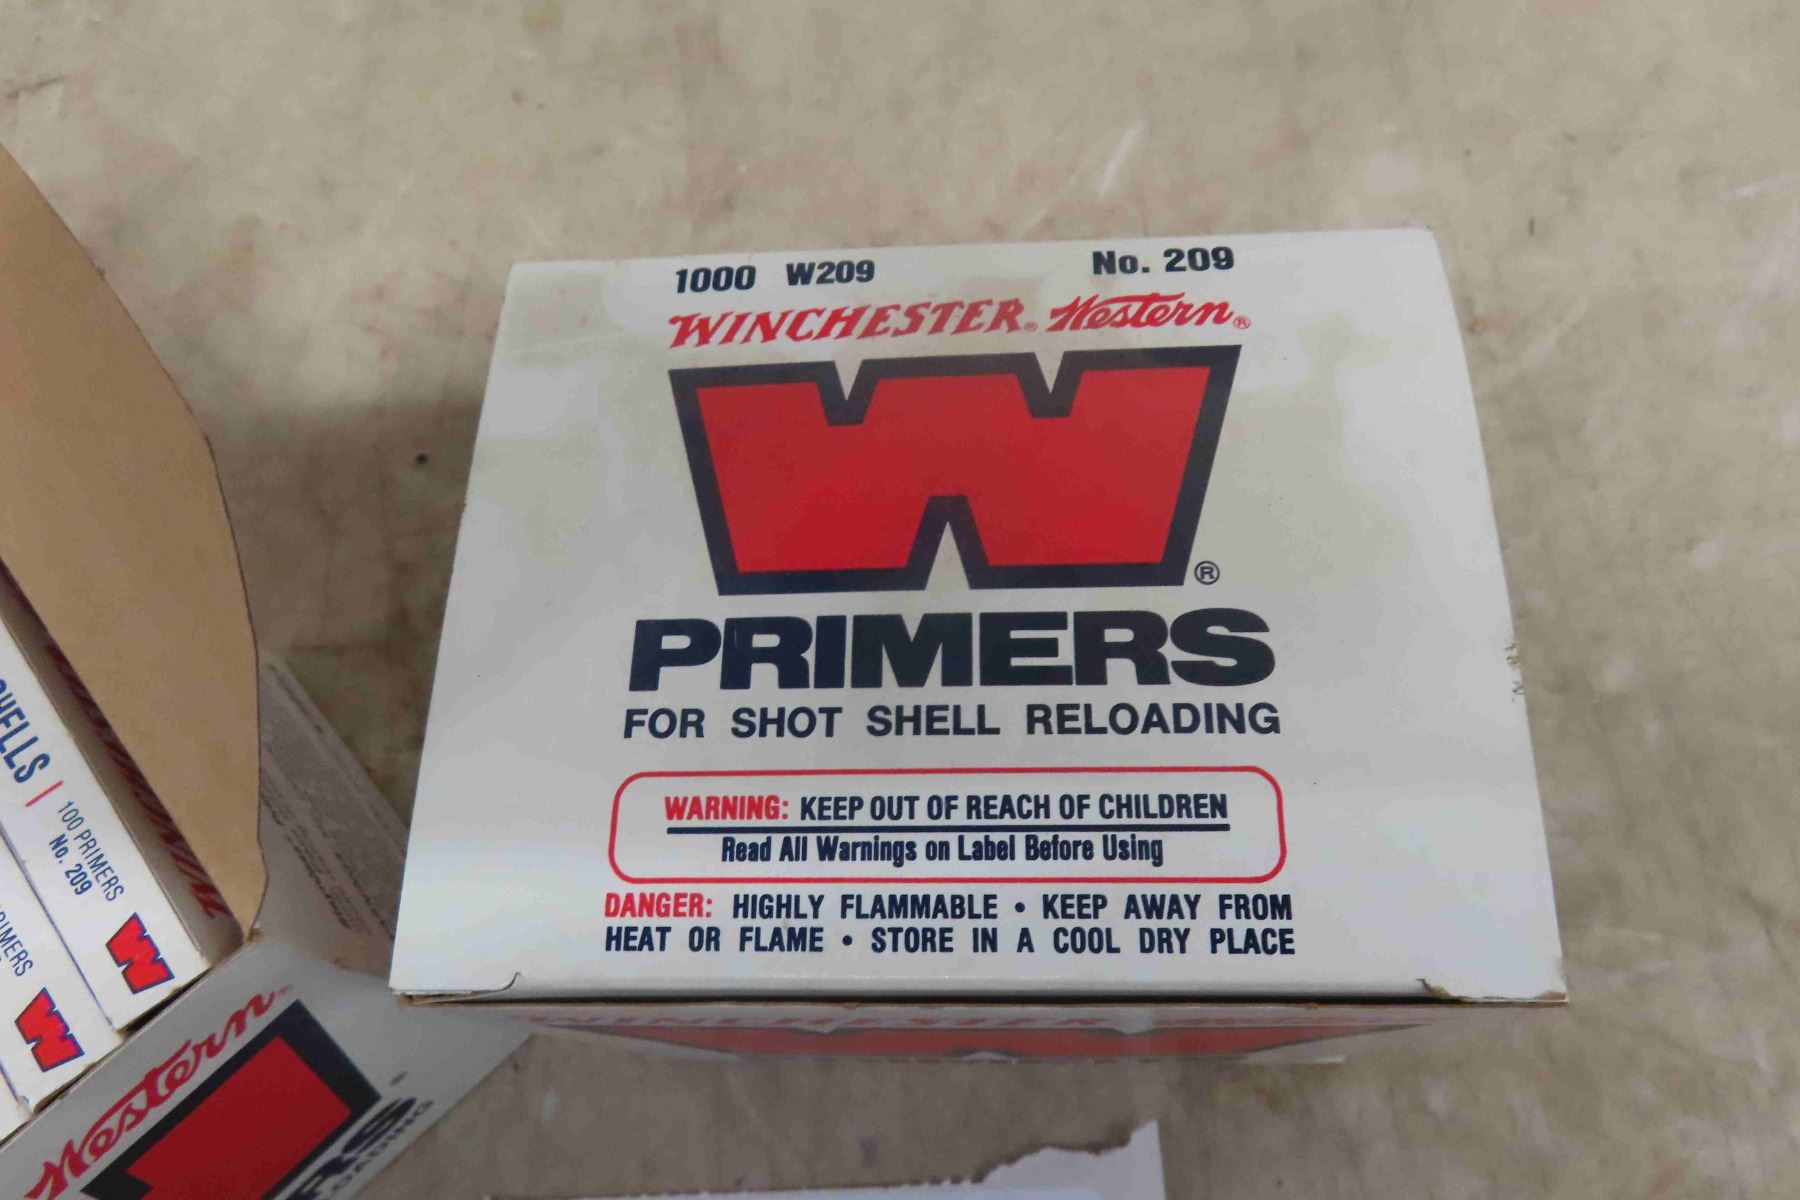 1000 W209 No. 209
WINCHESTER® Western®
W®
PRIMERS
FOR SHOT SHELL RELOADING
WARNING: KEEP OUT OF REACH OF CHILDREN
Read All Warnings on Label Before Using
DANGER: HIGHLY FLAMMABLE • KEEP AWAY FROM
HEAT OR FLAME • STORE IN A COOL DRY PLACE
100 PRIMERS
No. 209
W
W
Western